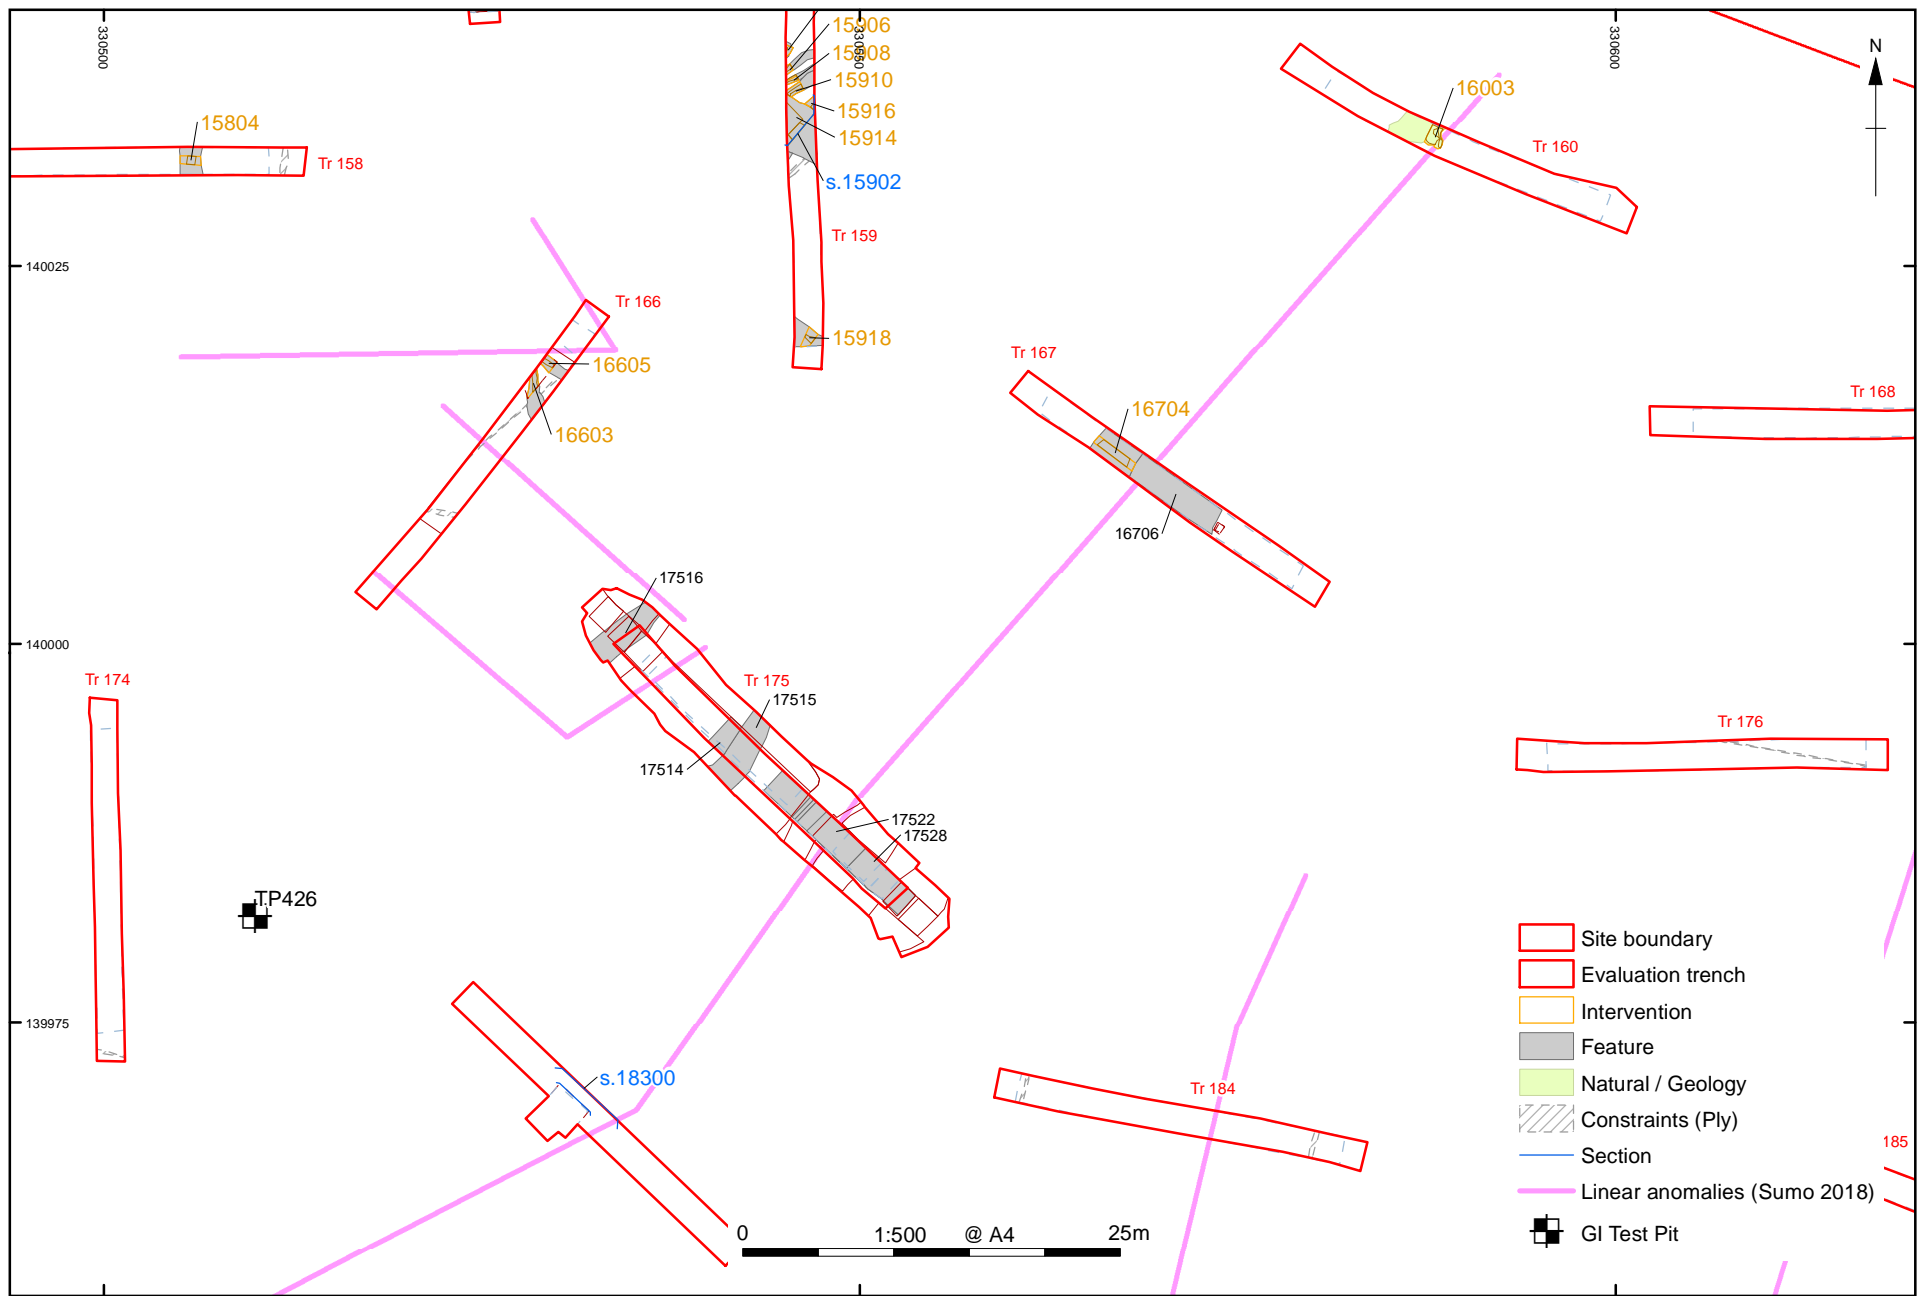 330500
330550
330600
N
15906
15908
15910
15916
15914
s.15902
15804
Tr 158
16003
Tr 160
Tr 159
140025
Tr 166
15918
16605
16603
Tr 167
16704
16706
Tr 168
17516
140000
Tr 174
Tr 175
17515
17514
17522
17528
Tr 176
TP426
139975
s.18300
Tr 184
185
Site boundary
Evaluation trench
Intervention
Feature
Natural / Geology
Constraints (Ply)
Section
Linear anomalies (Sumo 2018)
GI Test Pit
0 1:500 @ A4 25m